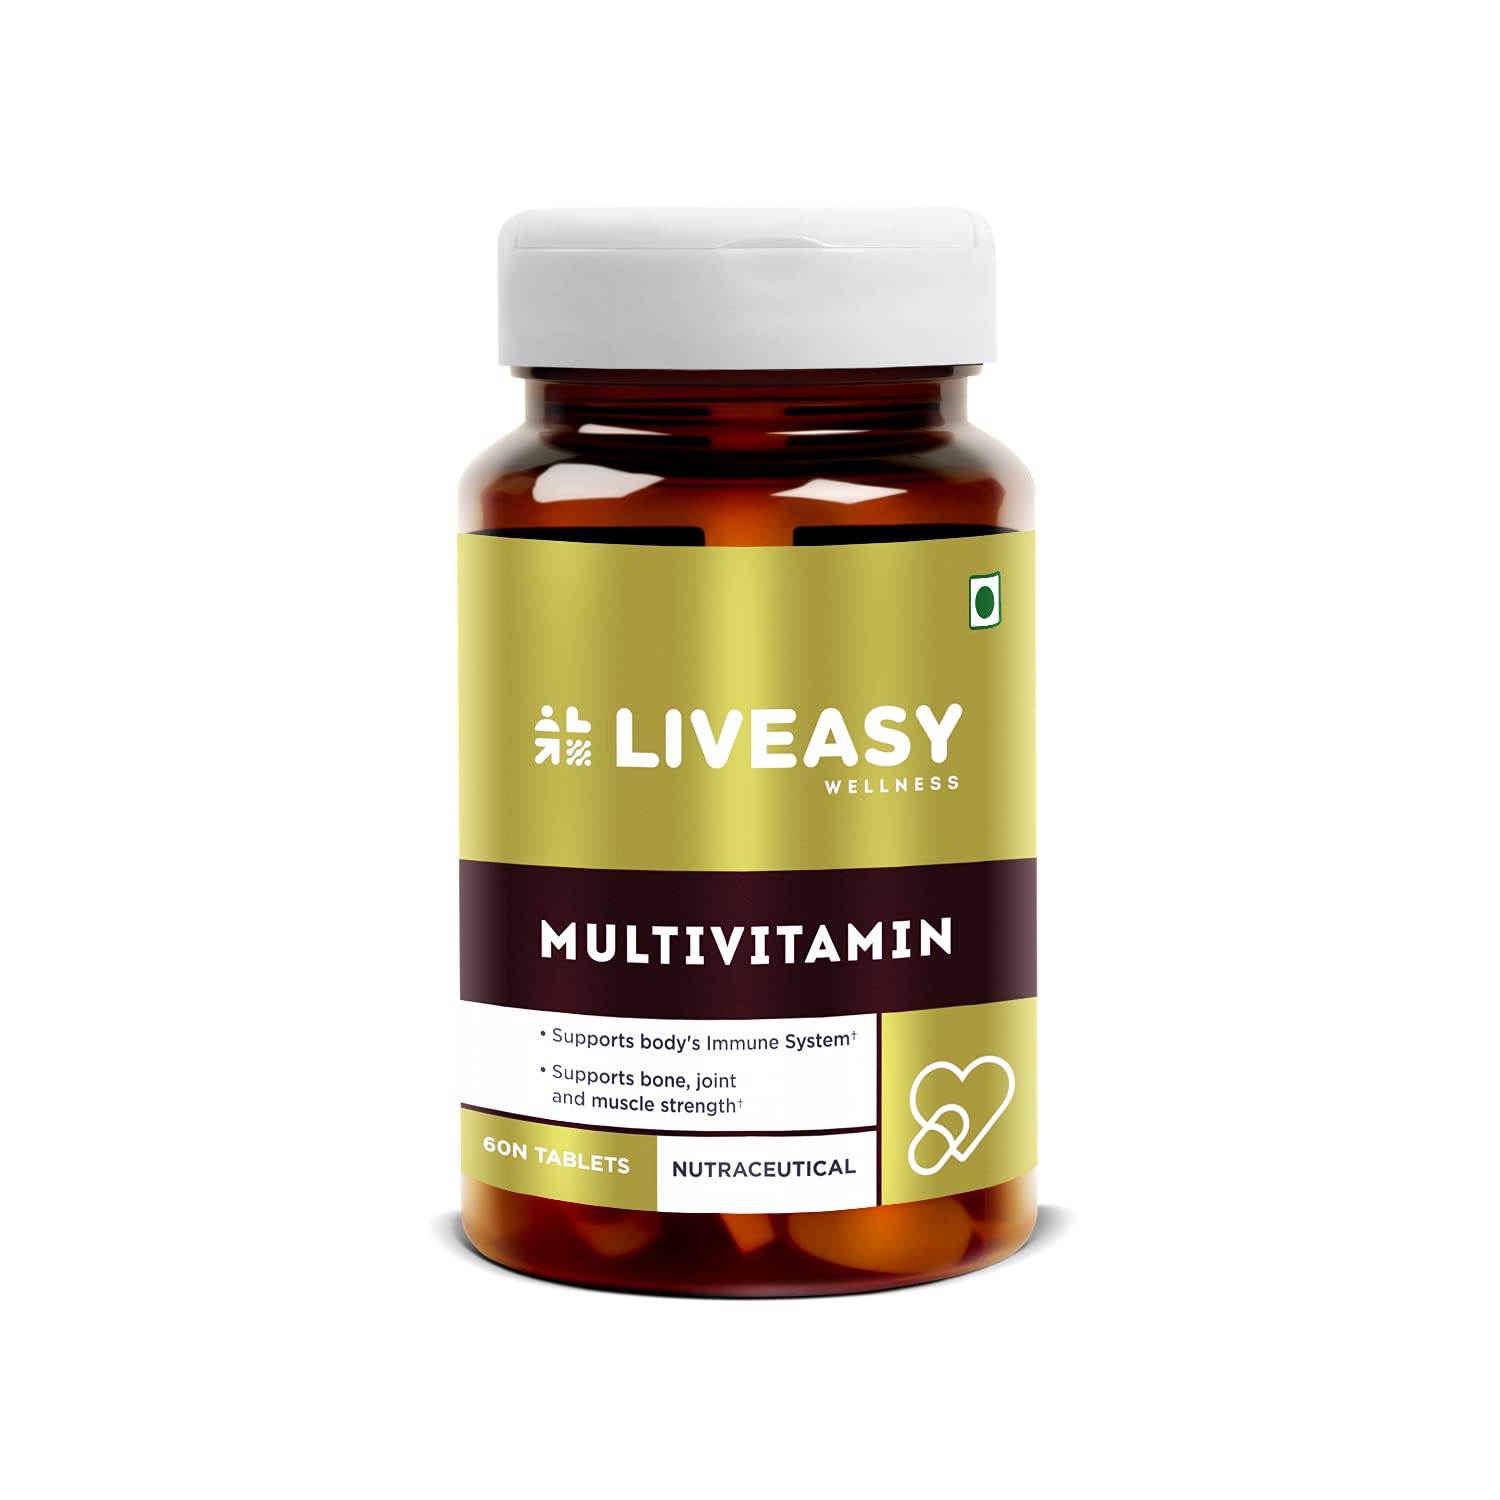 LIVEASY
WELLNESS
MULTIVITAMIN
• Supports body's Immune System†
• Supports bone, joint
and muscle strength†
60N TABLETS
NUTRACEUTICAL